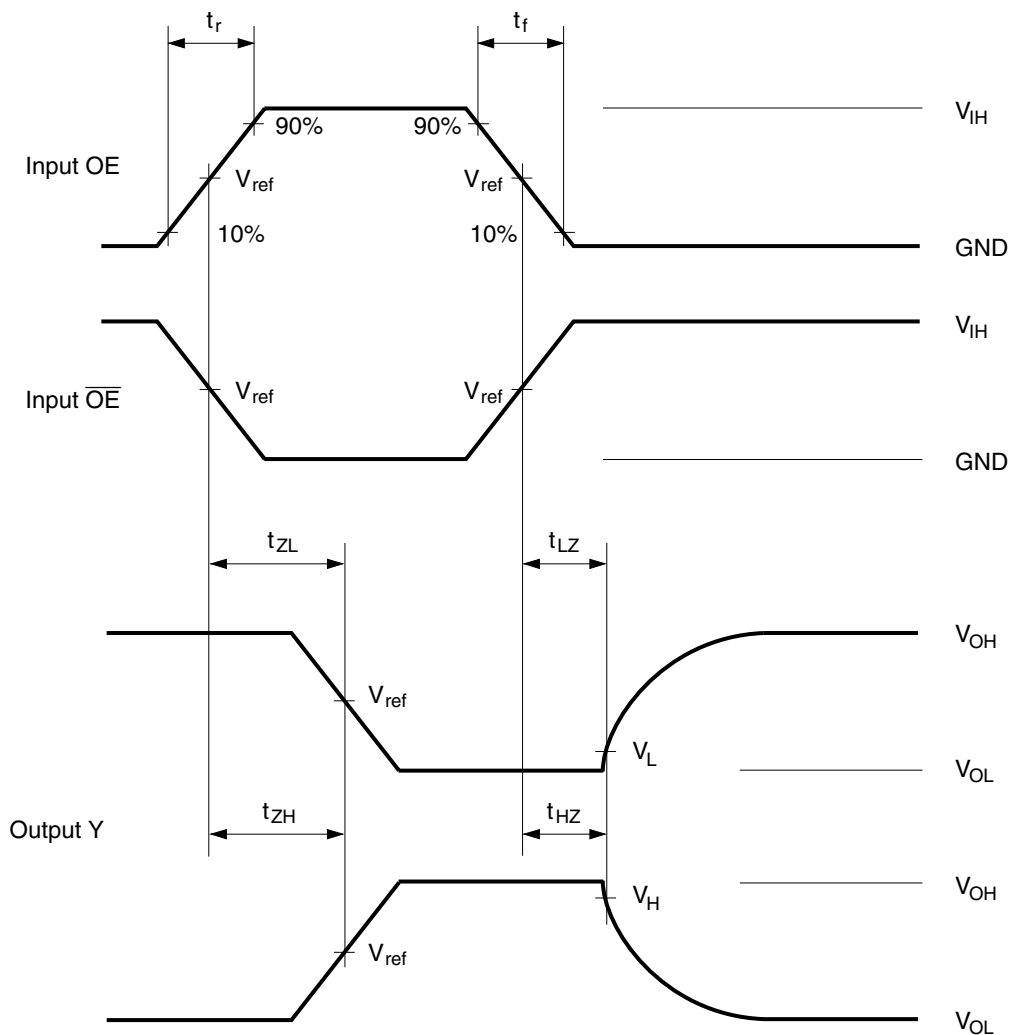 tr tf
90% 90% VIH
Input OE Vref Vref
10% 10%
GND
VIH
Input O̅E̅ Vref Vref
GND
tZL tLZ
VOH
Vref
VL
VOL
tZH tHZ
Output Y
VOH
VH
Vref
VOL